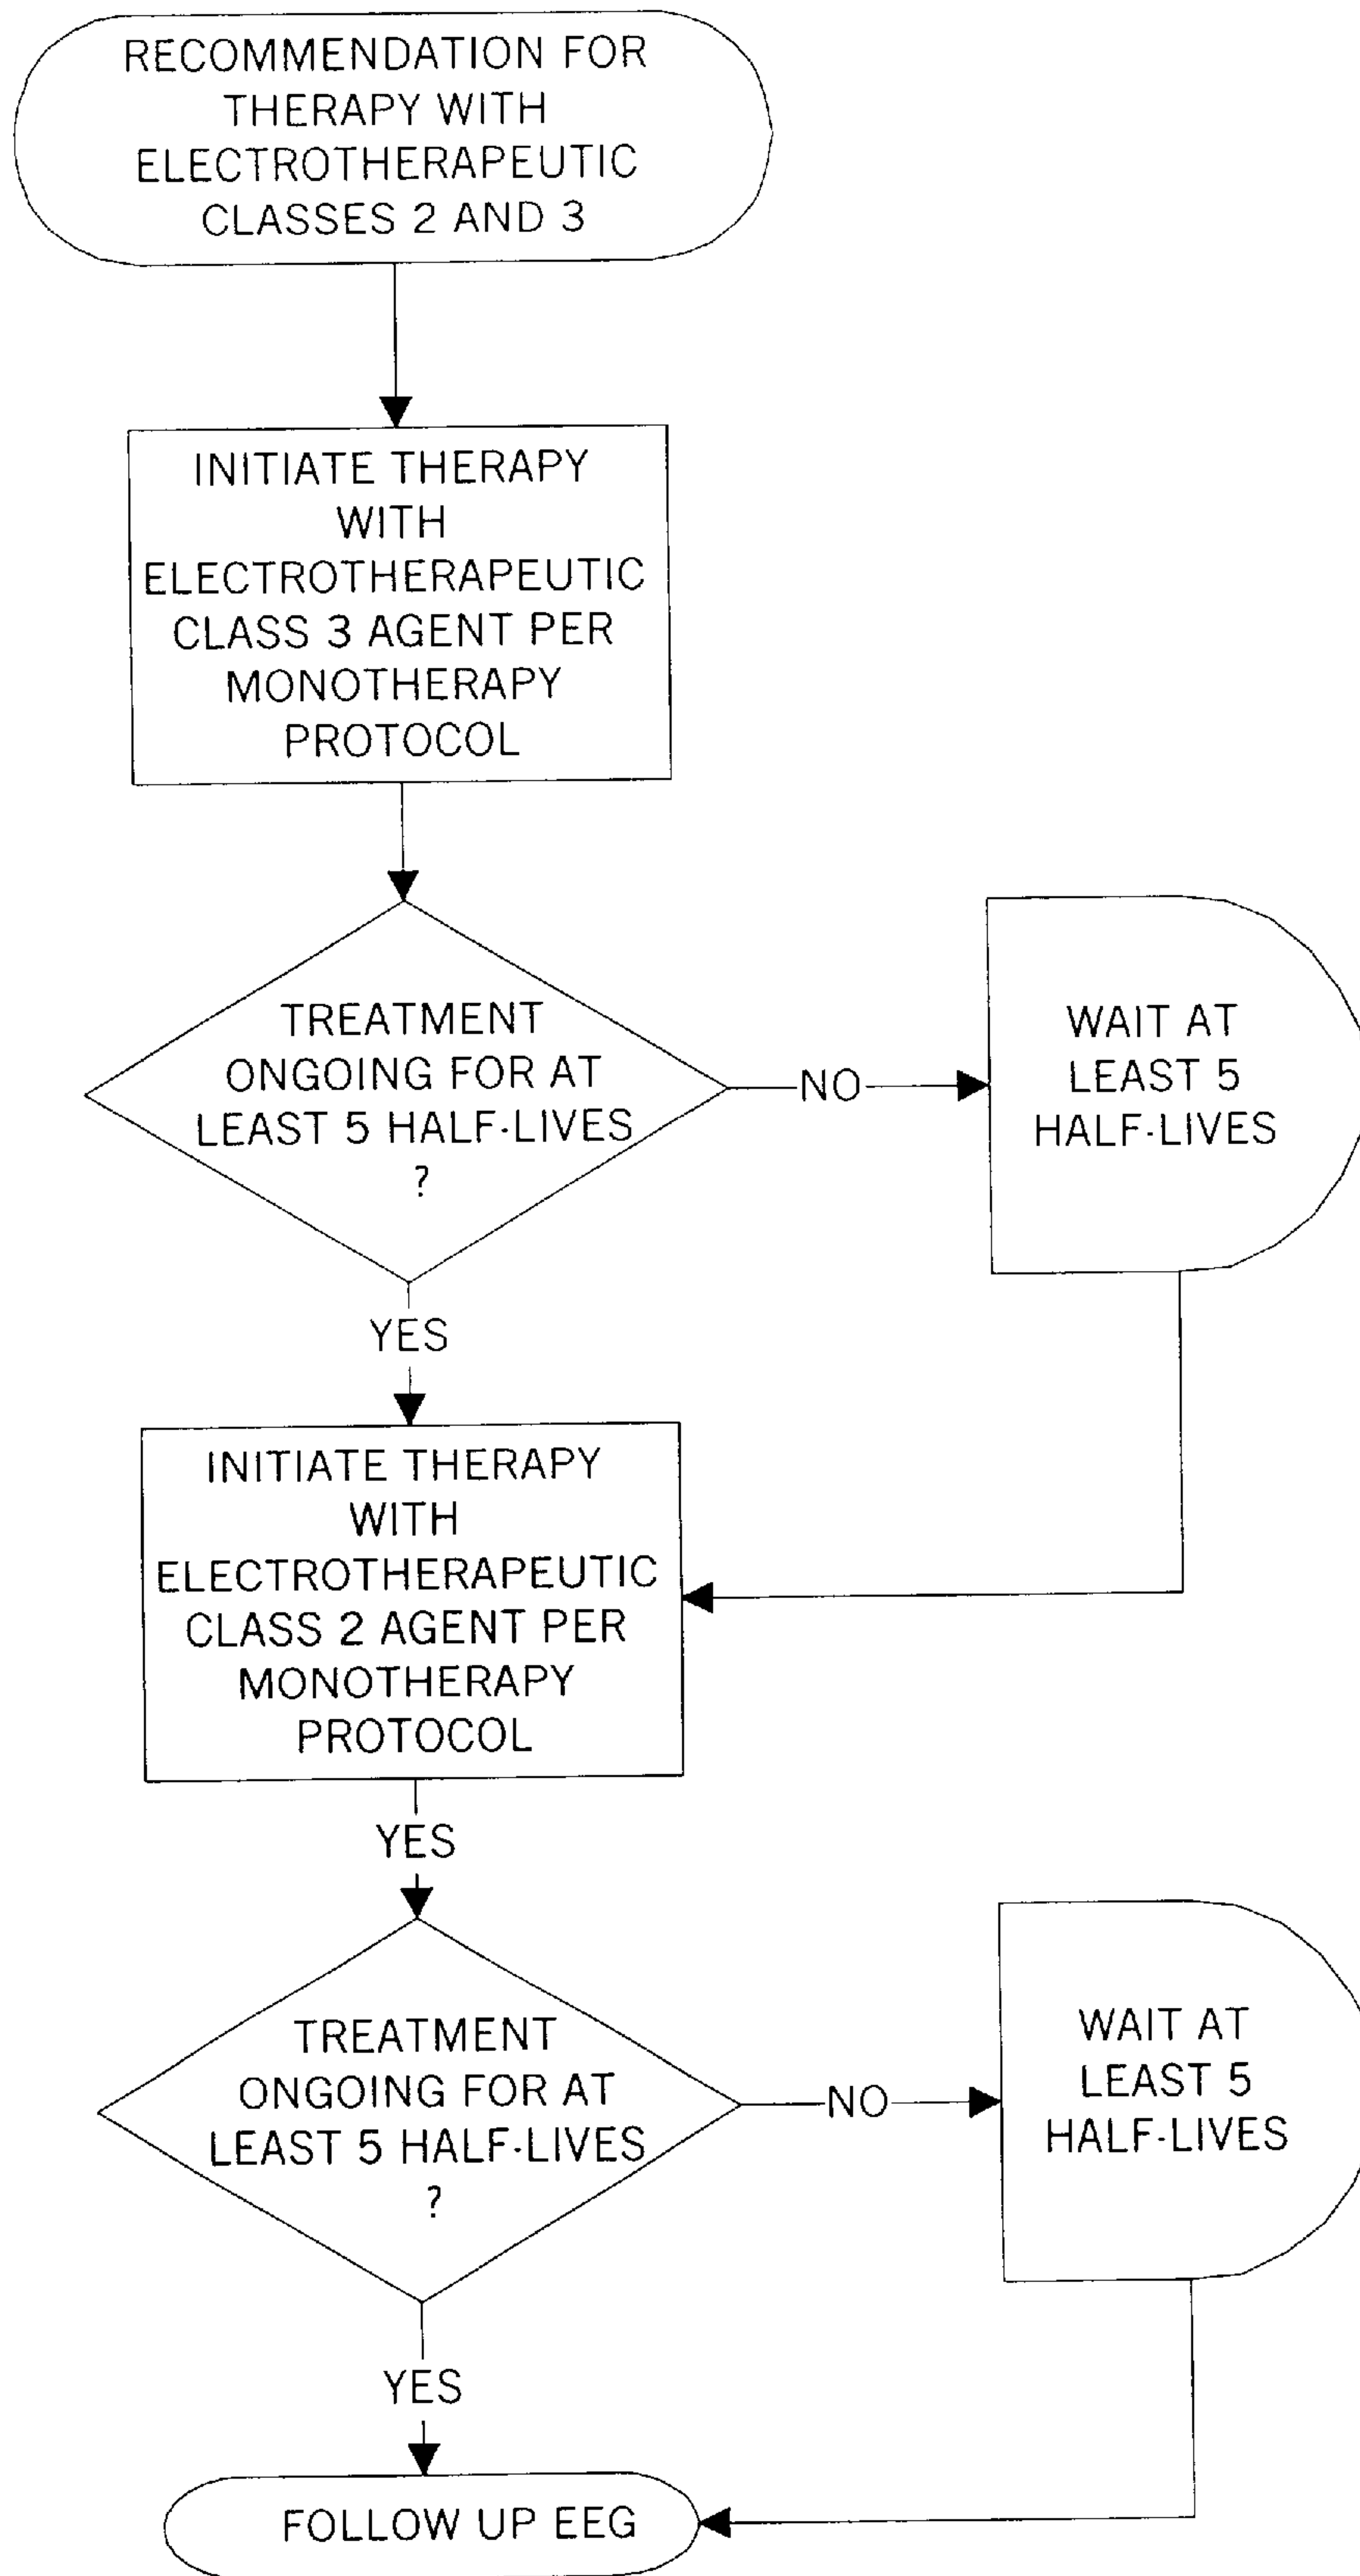 RECOMMENDATION FOR
THERAPY WITH
ELECTROTHERAPEUTIC
CLASSES 2 AND 3
INITIATE THERAPY
WITH
ELECTROTHERAPEUTIC
CLASS 3 AGENT PER
MONOTHERAPY
PROTOCOL
TREATMENT
ONGOING FOR AT
LEAST 5 HALF-LIVES
?
NO
WAIT AT
LEAST 5
HALF-LIVES
YES
INITIATE THERAPY
WITH
ELECTROTHERAPEUTIC
CLASS 2 AGENT PER
MONOTHERAPY
PROTOCOL
YES
TREATMENT
ONGOING FOR AT
LEAST 5 HALF-LIVES
?
NO
WAIT AT
LEAST 5
HALF-LIVES
YES
FOLLOW UP EEG